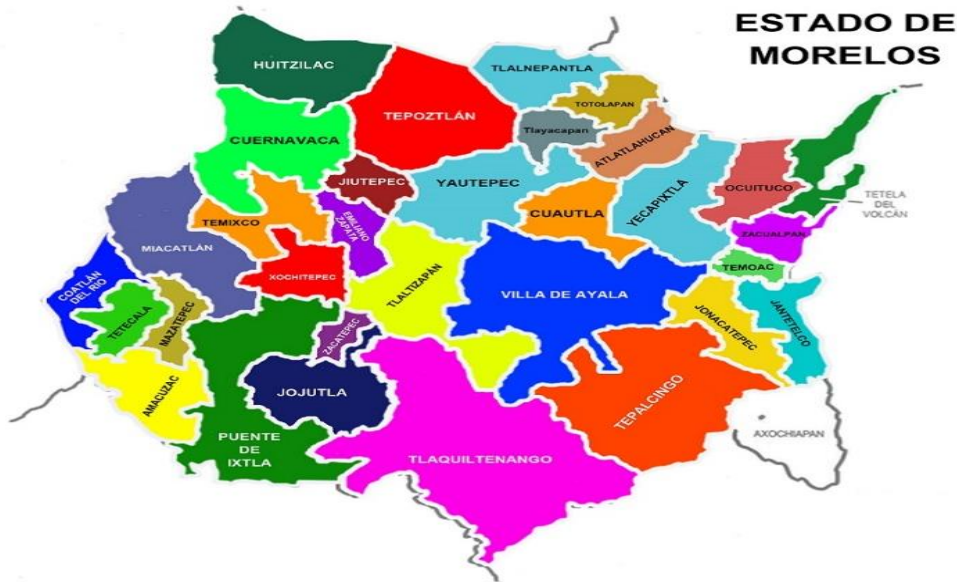 ESTADO DE
MORELOS
HUITZILAC
TLALNEPANTLA
TEPOZTLÁN
TOTOLAPAN
Tlayacapan
ATLATLAHUCAN
CUERNAVACA
JIUTEPEC
YAUTEPEC
CUAUTLA
YECAPIXTLA
OCUITUCO
TETELA
DEL
VOLCÁN
TEMIXCO
EMILIANO
ZAPATA
ZACUALPAN
MIACATLÁN
XOCHITEPEC
TEMOAC
COATLÁN
DEL RIO
TLALTIZAPÁN
VILLA DE AYALA
TETECALA
MAZATEPEC
JONACATEPEC
JANTETELCO
ZACATEPEC
AMACUZAC
JOJUTLA
TEPALCINGO
AXOCHIAPAN
PUENTE
DE
IXTLA
TLAQUILTENANGO